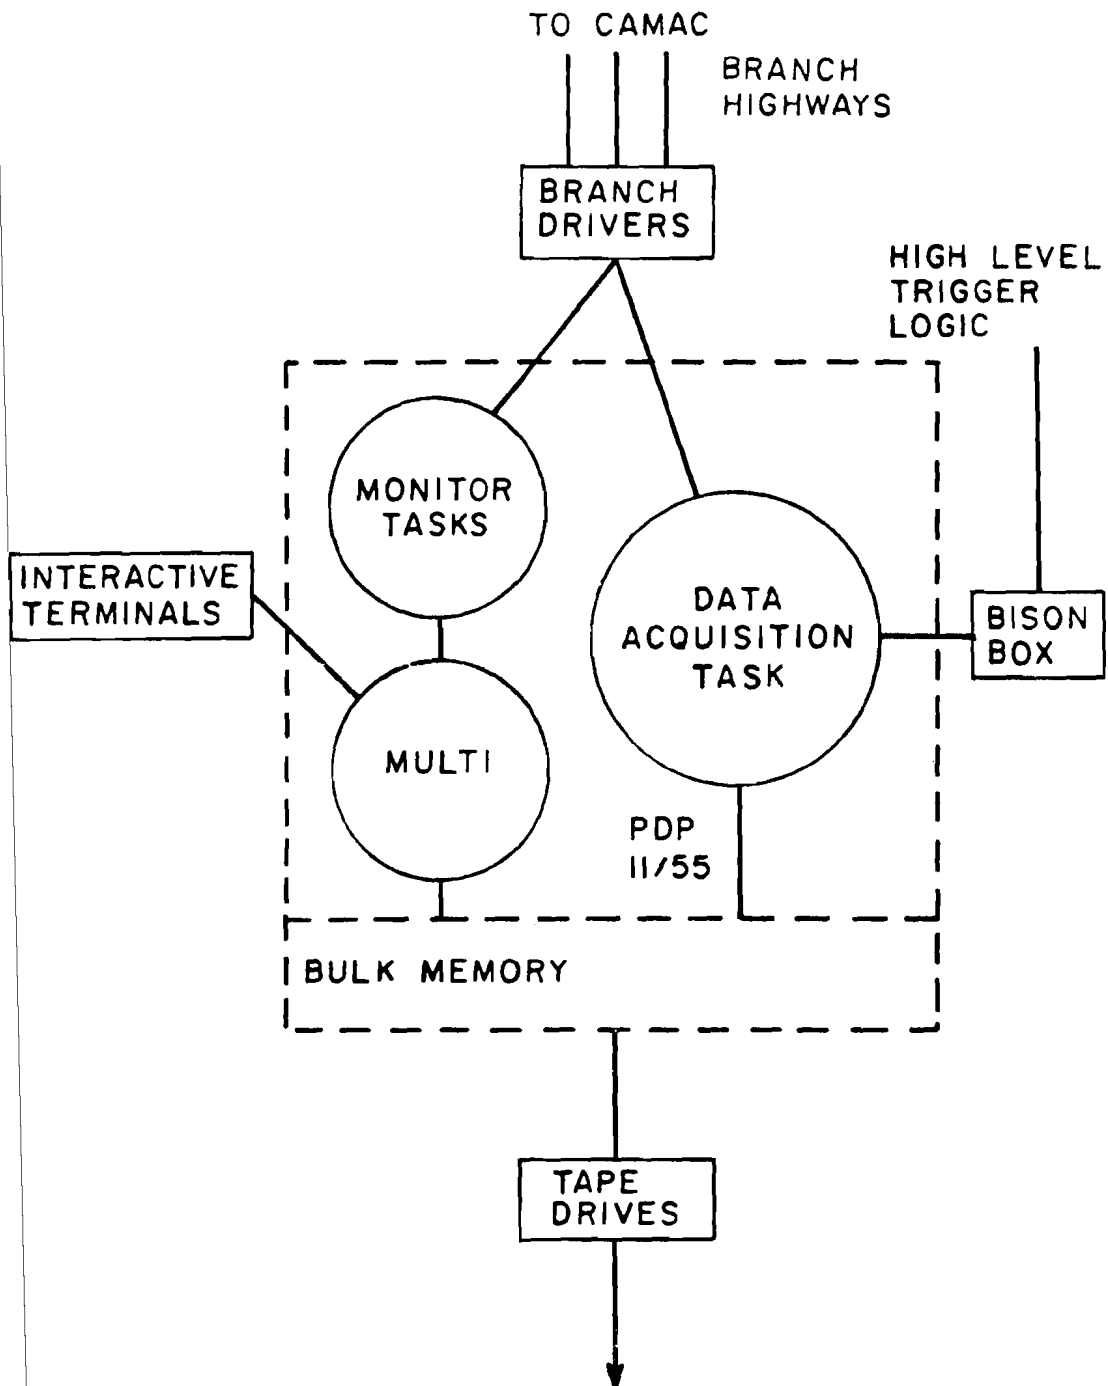 TO CAMAC
BRANCH
HIGHWAYS
BRANCH
DRIVERS
HIGH LEVEL
TRIGGER
LOGIC
MONITOR
TASKS
INTERACTIVE
TERMINALS
DATA
ACQUISITION
TASK
BISON
BOX
MULTI
PDP
11/55
BULK MEMORY
TAPE
DRIVES